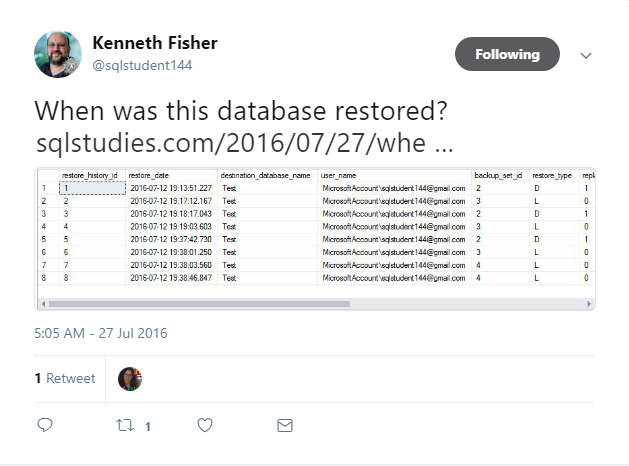 Kenneth Fisher
@sqlstudent144
Following
When was this database restored?
sqlstudies.com/2016/07/27/whe ...
restore_history_id restore_date destination_database_name user_name backup_set_id restore_type repl
1 1 2016-07-12 19:13:51.227 Test MicrosoftAccount\sqlstudent144@gmail.com 2 D 1
2 2 2016-07-12 19:17:12.167 Test MicrosoftAccount\sqlstudent144@gmail.com 3 L 0
3 3 2016-07-12 19:18:17.043 Test MicrosoftAccount\sqlstudent144@gmail.com 2 D 1
4 4 2016-07-12 19:19:03.603 Test MicrosoftAccount\sqlstudent144@gmail.com 3 L 0
5 5 2016-07-12 19:37:42.730 Test MicrosoftAccount\sqlstudent144@gmail.com 2 D 1
6 6 2016-07-12 19:38:01.250 Test MicrosoftAccount\sqlstudent144@gmail.com 3 L 0
7 7 2016-07-12 19:38:03.560 Test MicrosoftAccount\sqlstudent144@gmail.com 4 L 0
8 8 2016-07-12 19:38:46.847 Test MicrosoftAccount\sqlstudent144@gmail.com 4 L 0
5:05 AM - 27 Jul 2016
1 Retweet
1